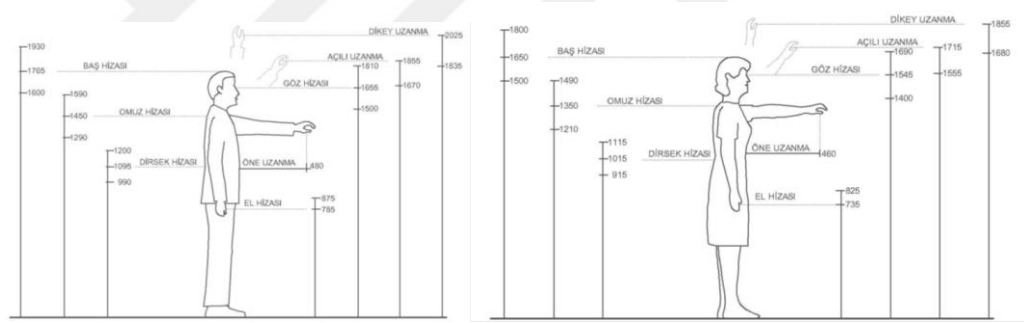 DİKEY UZANMA
2025
1930
AÇILI UZANMA
1855
1835
1810
BAŞ HİZASI
1765
GÖZ HİZASI
1655
1670
1600
1590
1500
OMUZ HİZASI
1450
1290
1200
DİRSEK HİZASI
1095
ÖNE UZANMA
480
990
EL HİZASI
875
785
DİKEY UZANMA
1855
1800
AÇILI UZANMA
1715
1690
1680
BAŞ HİZASI
1650
GÖZ HİZASI
1545
1555
1500
1490
1400
OMUZ HİZASI
1350
1210
1115
DİRSEK HİZASI
1015
ÖNE UZANMA
460
915
EL HİZASI
825
735